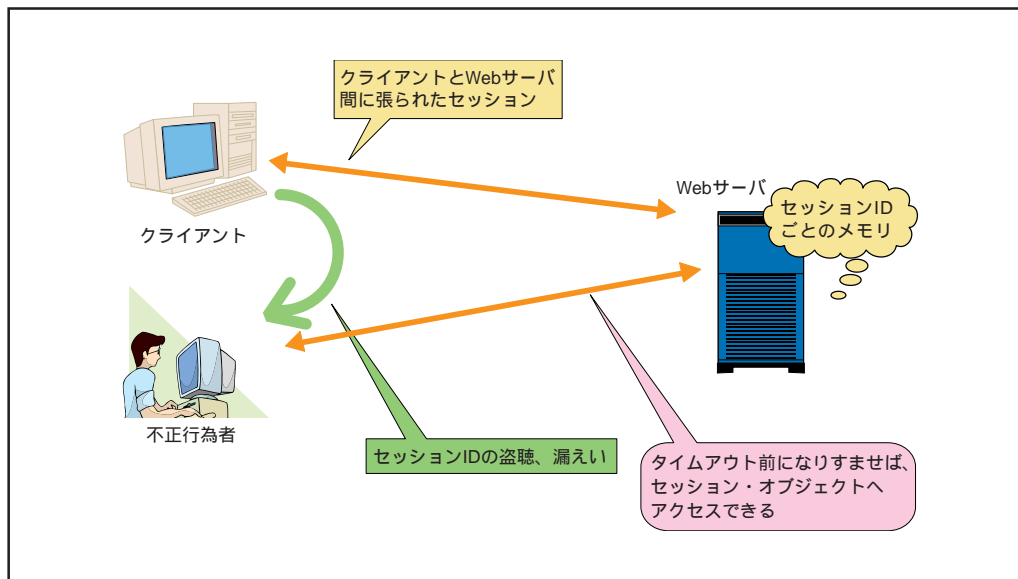 クライアントとWebサーバ
間に張られたセッション
Webサーバ
セッションID
ごとのメモリ
クライアント
不正行為者
セッションIDの盗聴、漏えい
タイムアウト前になりすませば、
セッション・オブジェクトへ
アクセスできる